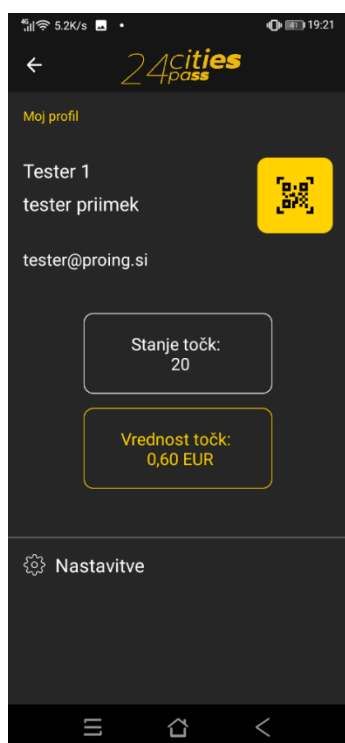 5.2K/s
19:21
24cities
pass
Moj profil
Tester 1
tester priimek
tester@proing.si
Stanje točk:
20
Vrednost točk:
0,60 EUR
Nastavitve